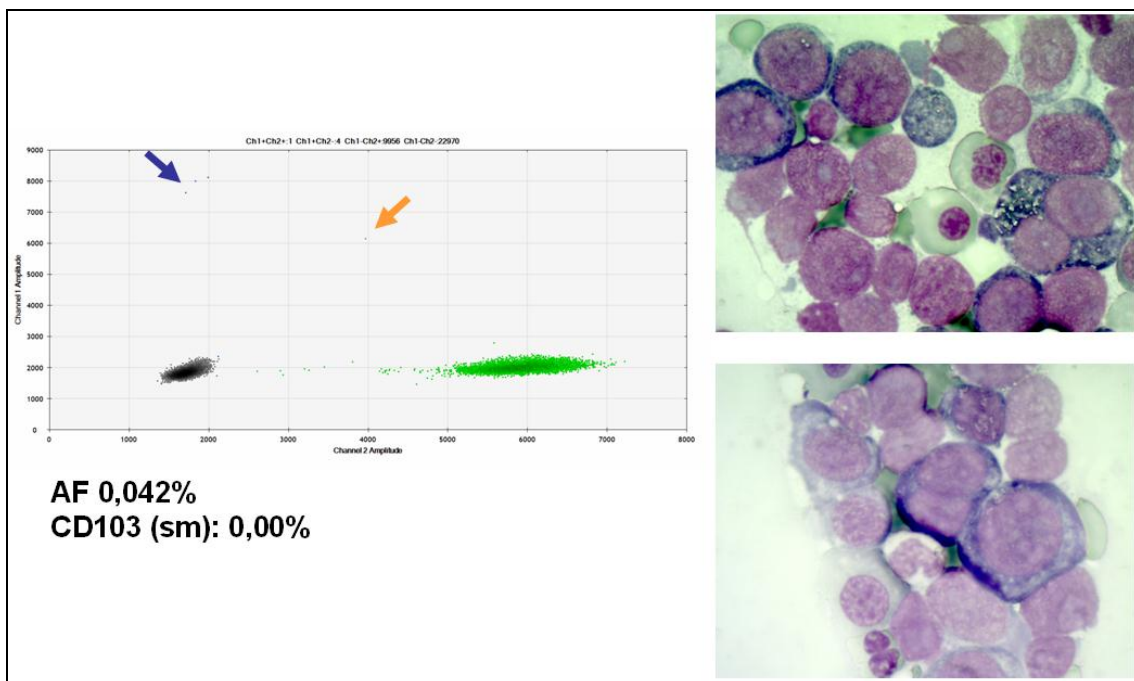 Ch1+Ch2+:1 Ch1+Ch2-:4 Ch1-Ch2+:9956 Ch1-Ch2-:22970
Channel 1 Amplitude
9000
8000
7000
6000
5000
4000
3000
2000
1000
0
0 1000 2000 3000 4000 5000 6000 7000 8000
Channel 2 Amplitude
AF 0,042%
CD103 (sm): 0,00%